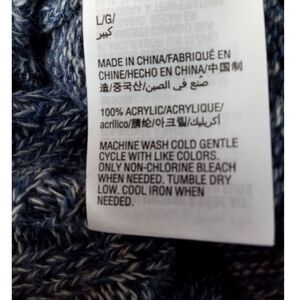 L/G/
كبير
MADE IN CHINA/FABRIQUÉ EN
CHINE/HECHO EN CHINA/中国制
造/중국산/صنع في الصين
100% ACRYLIC/ACRYLIQUE/
acrílico/腈纶/아크릴/أكريليك
MACHINE WASH COLD GENTLE
CYCLE WITH LIKE COLORS.
ONLY NON-CHLORINE BLEACH
WHEN NEEDED. TUMBLE DRY
LOW. COOL IRON WHEN
NEEDED.